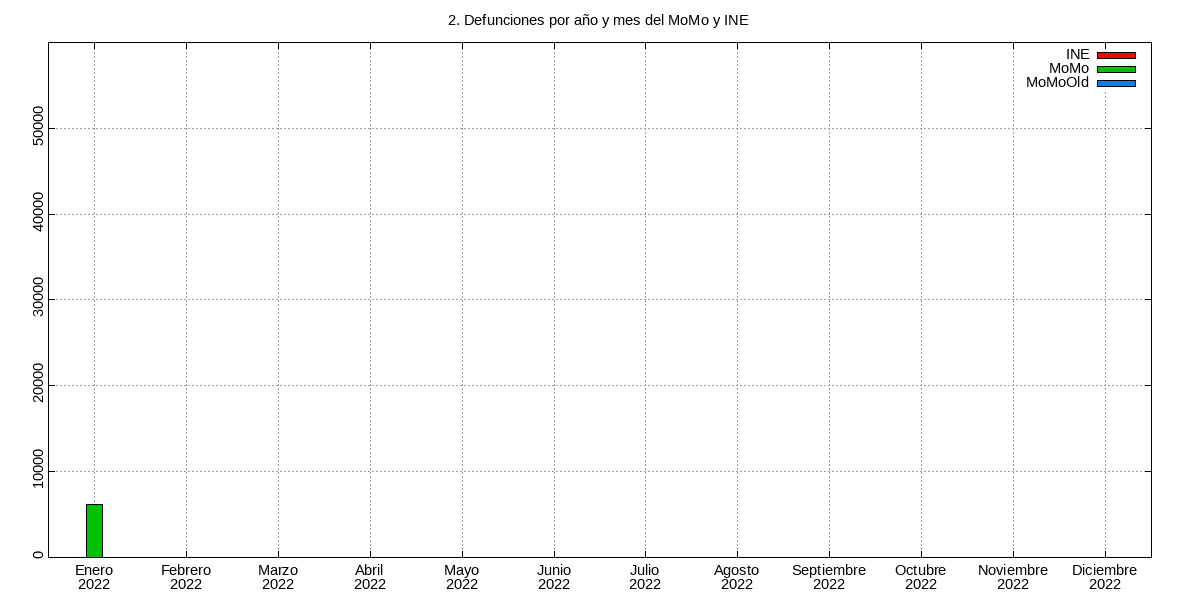 2. Defunciones por año y mes del MoMo y INE
INE
MoMo
MoMoOld
50000
40000
30000
20000
10000
0
Enero Febrero Marzo Abril Mayo Junio Julio Agosto Septiembre Octubre Noviembre Diciembre
2022 2022 2022 2022 2022 2022 2022 2022 2022 2022 2022 2022